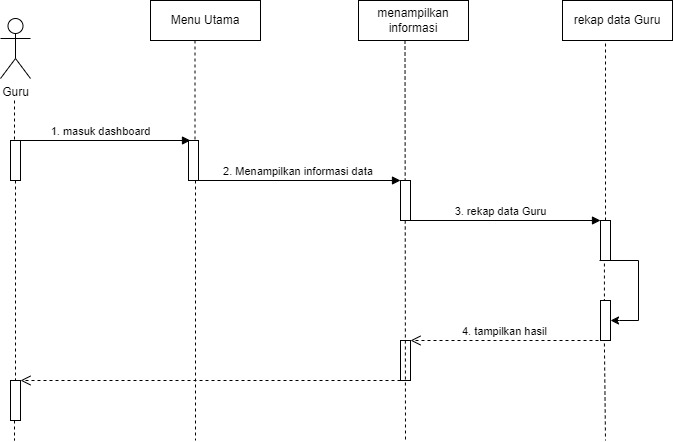 Menu Utama
menampilkan
informasi
rekap data Guru
Guru
1. masuk dashboard
2. Menampilkan informasi data
3. rekap data Guru
4. tampilkan hasil